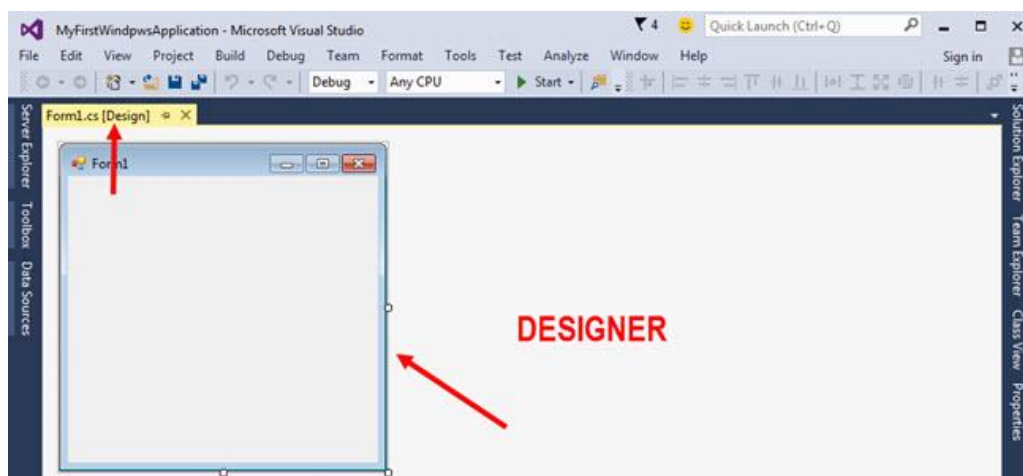 MyFirstWindpwsApplication - Microsoft Visual Studio
4
Quick Launch (Ctrl+Q)
File Edit View Project Build Debug Team Format Tools Test Analyze Window Help
Sign in
Debug Any CPU Start
Form1.cs [Design]
Form1
DESIGNER
Server Explorer
Toolbox
Data Sources
Solution Explorer
Team Explorer
Class View
Properties